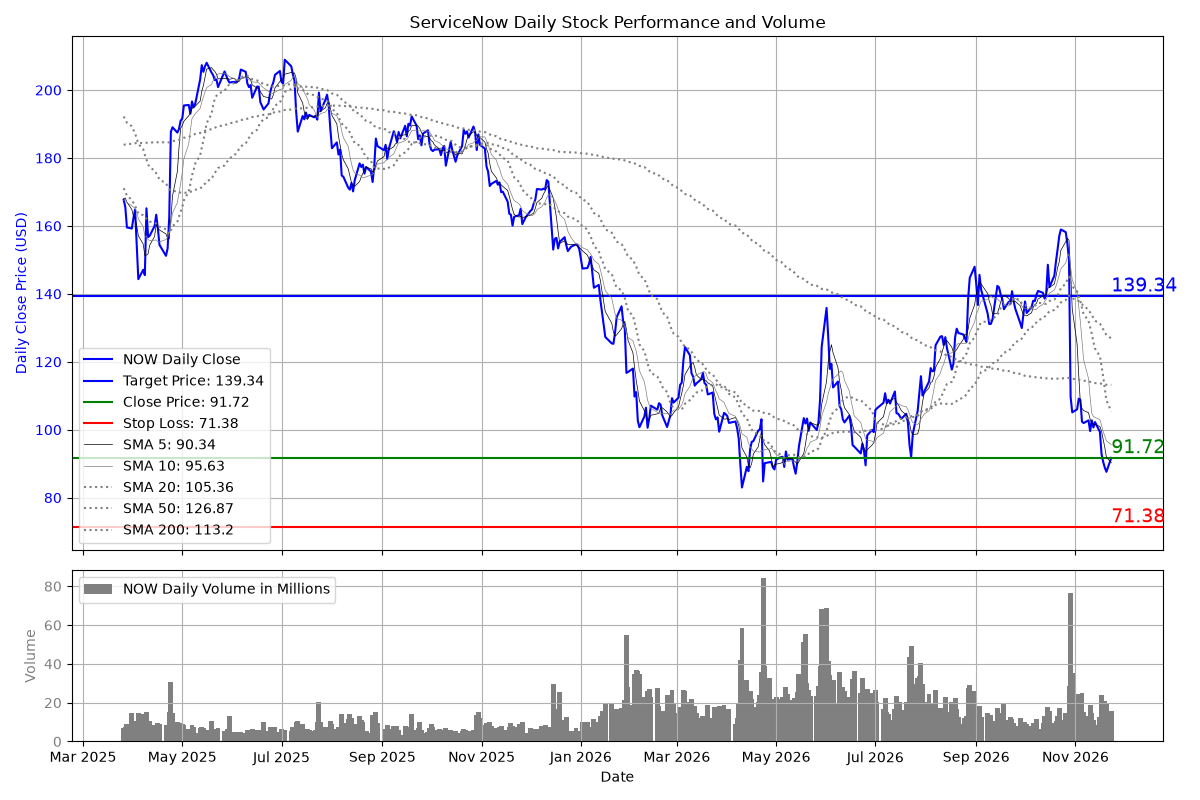 ServiceNow Daily Stock Performance and Volume
Daily Close Price (USD)
200
180
160
140
120
100
80
139.34
91.72
71.38
NOW Daily Close
Target Price: 139.34
Close Price: 91.72
Stop Loss: 71.38
SMA 5: 90.34
SMA 10: 95.63
SMA 20: 105.36
SMA 50: 126.87
SMA 200: 113.2
NOW Daily Volume in Millions
Volume
80
60
40
20
0
Mar 2025 May 2025 Jul 2025 Sep 2025 Nov 2025 Jan 2026 Mar 2026 May 2026 Jul 2026 Sep 2026 Nov 2026
Date